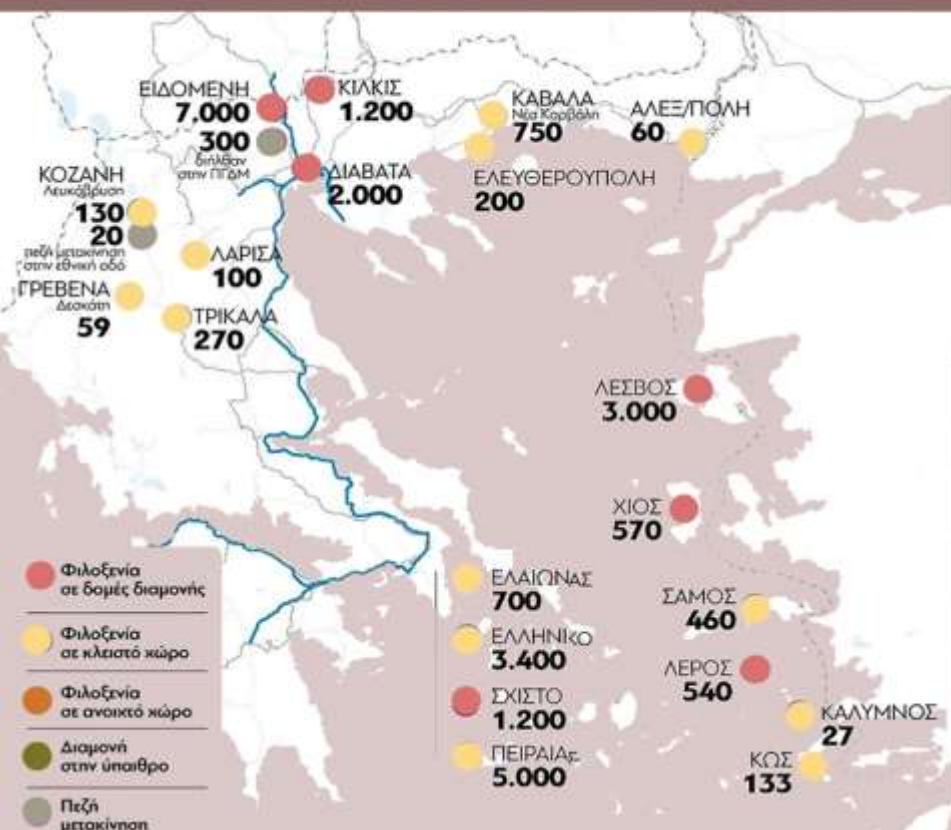 ΕΙΔΟΜΕΝΗ
7.000
300
διήλθαν
στην ΠΓΔΜ
ΚΙΛΚΙΣ
1.200
ΔΙΑΒΑΤΑ
2.000
ΚΑΒΑΛΑ
Νέα Καρβάλη
750
ΕΛΕΥΘΕΡΟΥΠΟΛΗ
200
ΑΛΕΞ/ΠΟΛΗ
60
ΚΟΖΑΝΗ
Λευκόβρυση
130
20
πεζή μετακίνηση
στην εθνική οδό
ΛΑΡΙΣΑ
100
ΓΡΕΒΕΝΑ
Δεσκάτη
59
ΤΡΙΚΑΛΑ
270
ΛΕΣΒΟΣ
3.000
ΧΙΟΣ
570
ΣΑΜΟΣ
460
ΛΕΡΟΣ
540
ΚΑΛΥΜΝΟΣ
27
ΚΩΣ
133
ΕΛΑΙΩΝΑΣ
700
ΕΛΛΗΝΙΚΟ
3.400
ΣΧΙΣΤΟ
1.200
ΠΕΙΡΑΙΑΣ
5.000
Φιλοξενία
σε δομές διαμονής
Φιλοξενία
σε κλειστό χώρο
Φιλοξενία
σε ανοιχτό χώρο
Διαμονή
στην ύπαιθρο
Πεζή
μετακίνηση